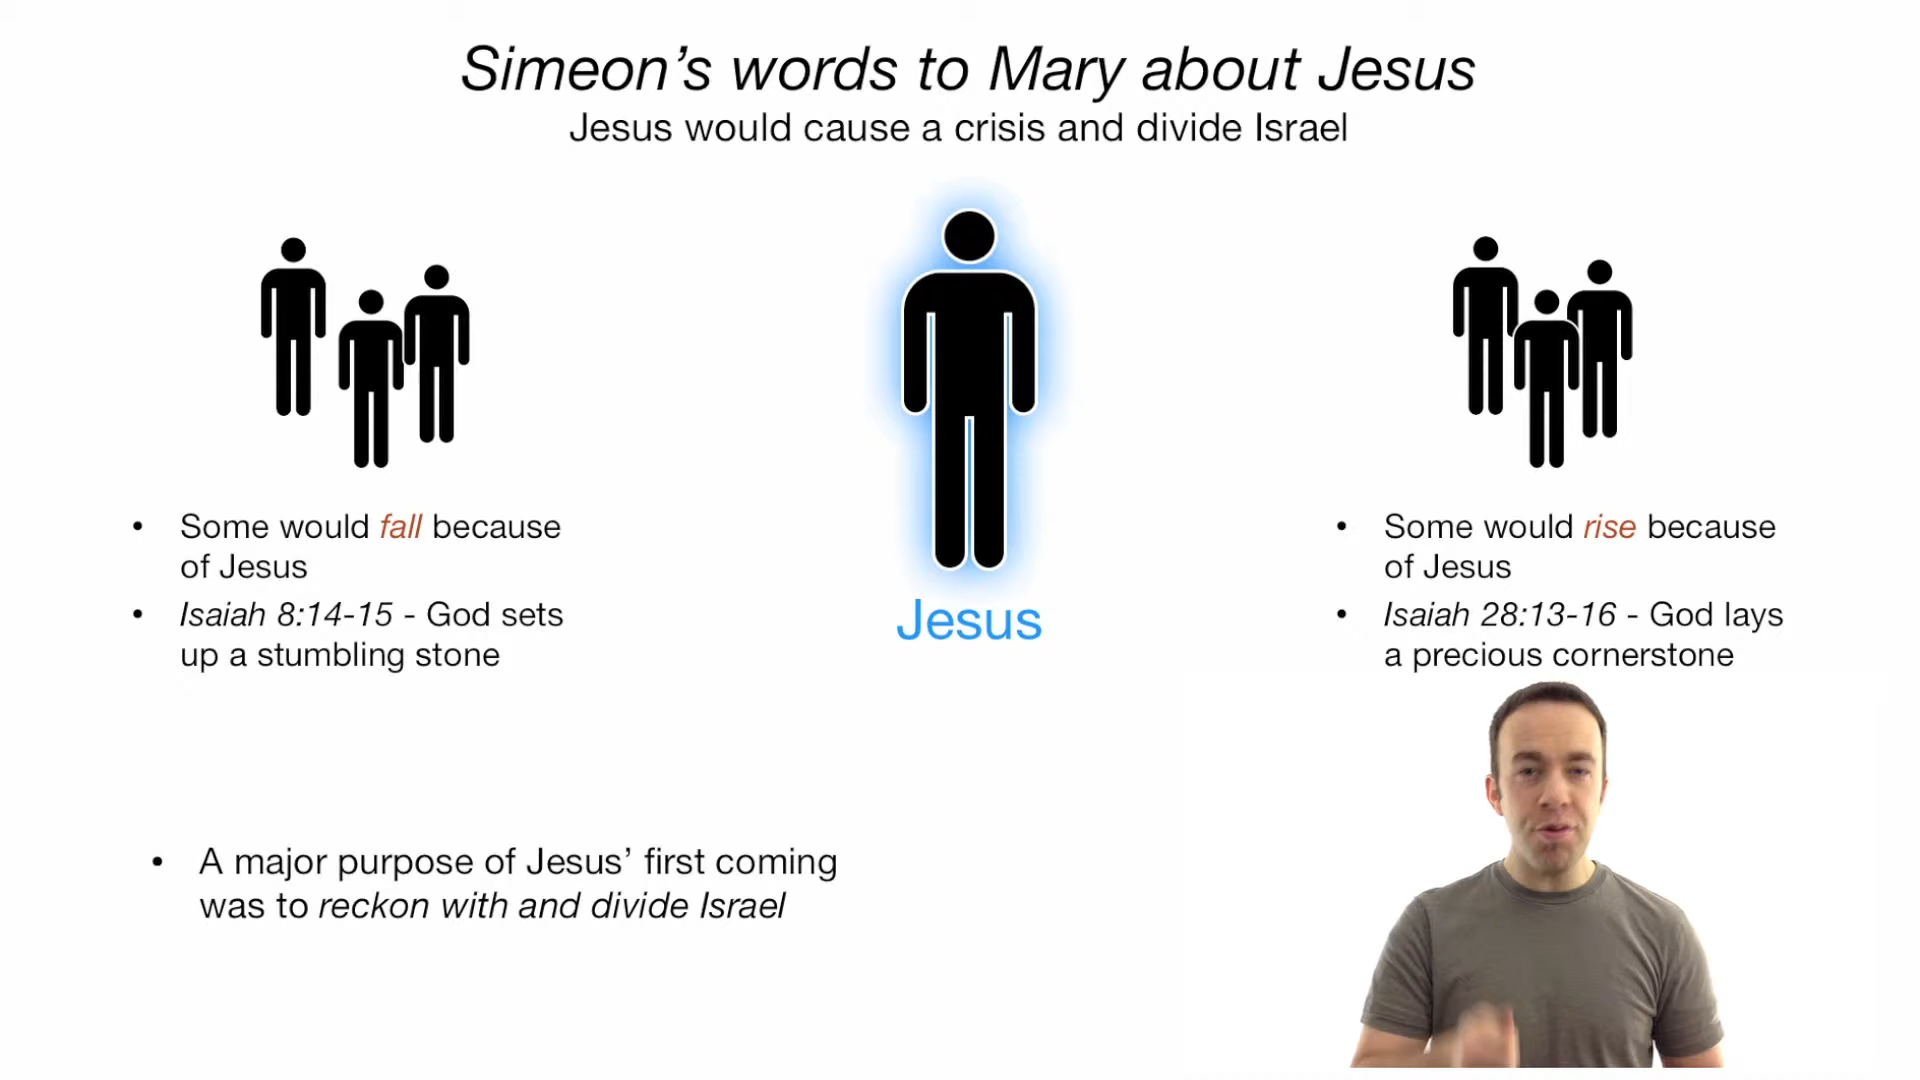 Simeon’s words to Mary about Jesus
Jesus would cause a crisis and divide Israel
• Some would fall because
of Jesus
• Isaiah 8:14-15 - God sets
up a stumbling stone
Jesus
• Some would rise because
of Jesus
• Isaiah 28:13-16 - God lays
a precious cornerstone
• A major purpose of Jesus’ first coming
was to reckon with and divide Israel